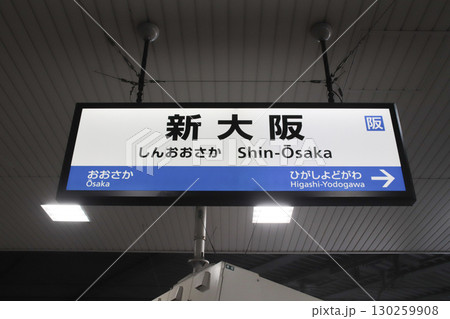 新大阪
阪
しんおおさか Shin-Ōsaka
おおさか
Ōsaka
ひがしよどがわ
Higashi-Yodogawa
130259908